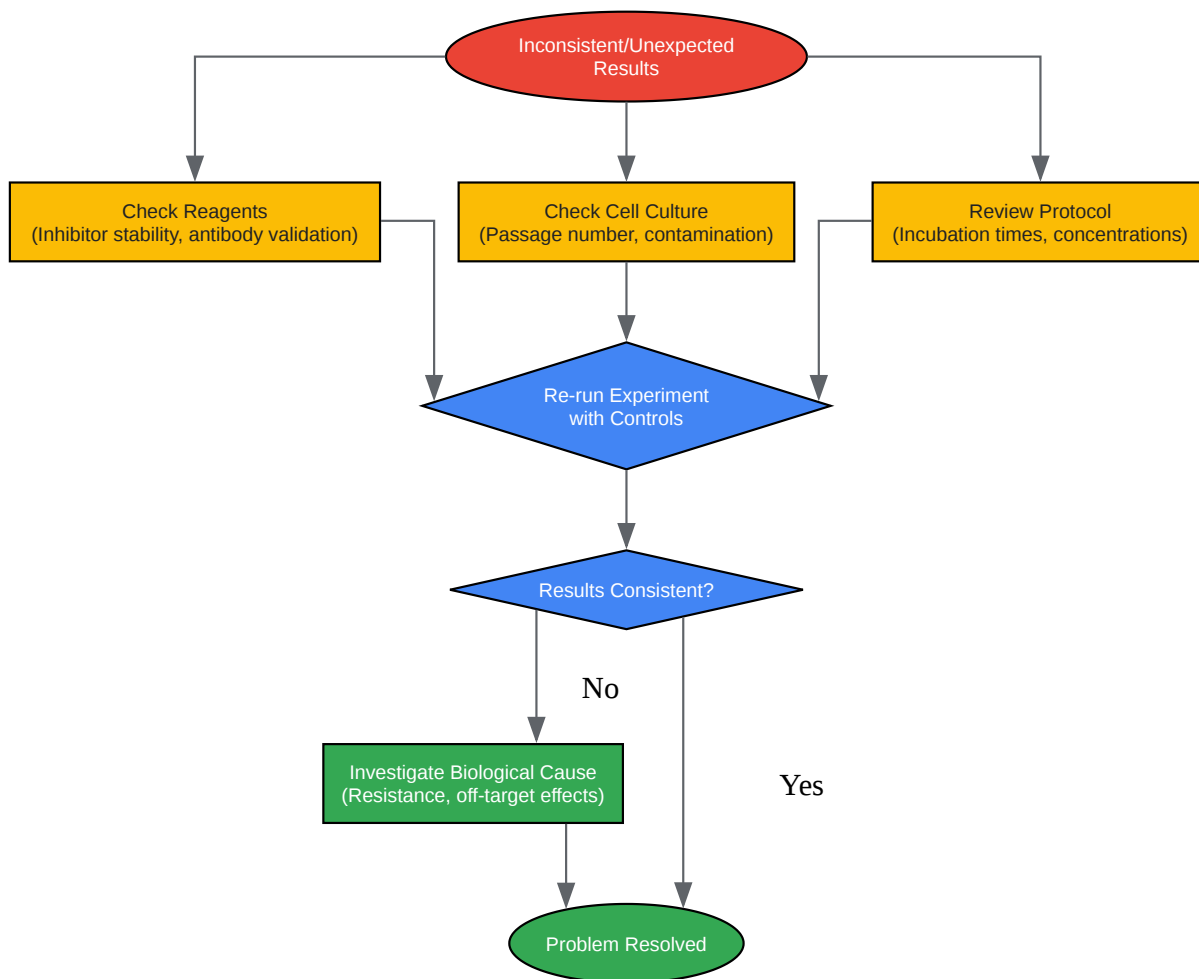 Inconsistent/Unexpected
Results
Check Reagents
(Inhibitor stability, antibody validation)
Check Cell Culture
(Passage number, contamination)
Review Protocol
(Incubation times, concentrations)
Re-run Experiment
with Controls
Results Consistent?
No
Investigate Biological Cause
(Resistance, off-target effects)
Yes
Problem Resolved